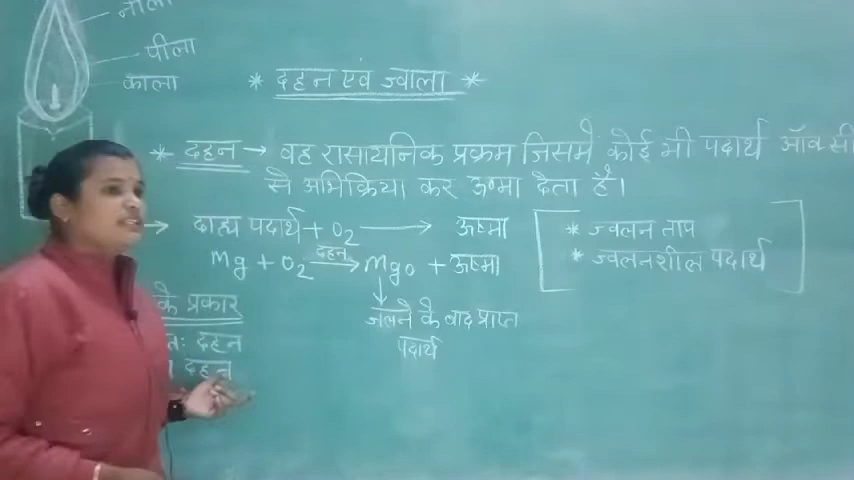 नीला
पीला
काला
* दहन एवं ज्वाला *
* दहन → वह रासायनिक प्रक्रम जिसमें कोई भी पदार्थ ऑक्सी
से अभिक्रिया कर ऊष्मा देता है।
→ दाह्य पदार्थ + O₂ → ऊष्मा
Mg + O₂ दहन → Mgo + ऊष्मा
↓
जलने के बाद प्राप्त
पदार्थ
* ज्वलन ताप
* ज्वलनशील पदार्थ
के प्रकार
तः दहन
दहन